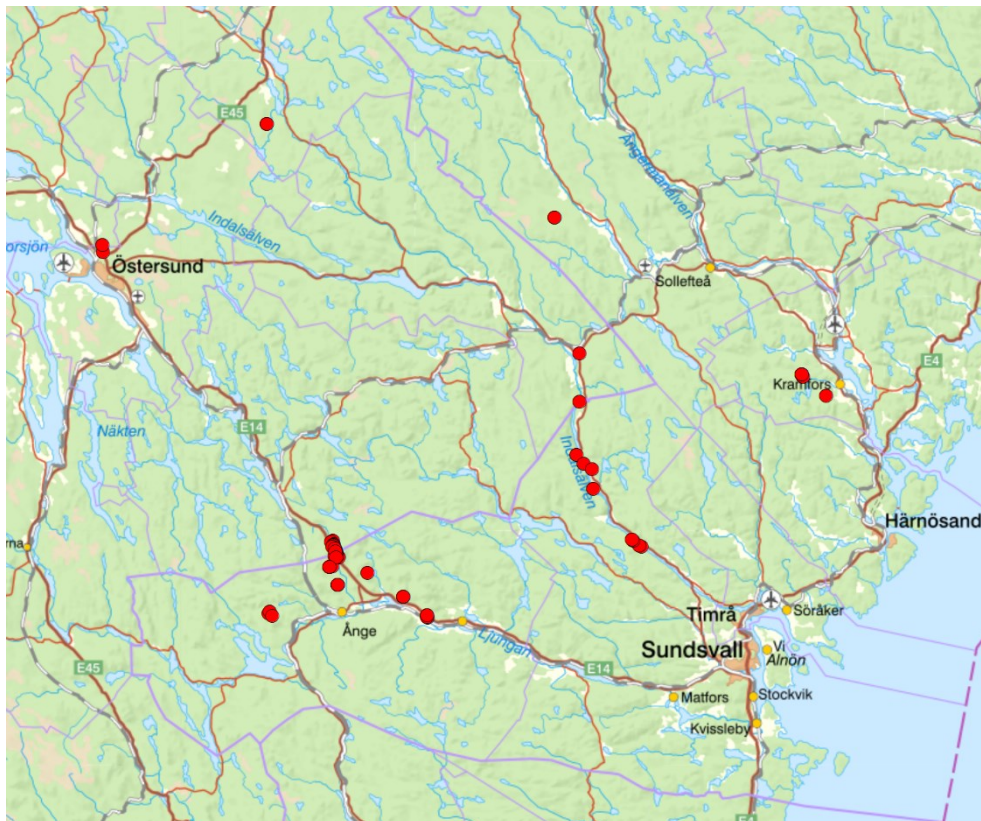 E45
Ångermanälven
Indalsälven
orsjön
Östersund
Sollefteå
E4
Kramfors
Näkten
E14
Indalsälven
Härnösand
rna
Timrå
Söråker
Ånge
Ljungan
Sundsvall
Vi
Alnön
E45
E14
Matfors
Stockvik
Kvissleby
E4